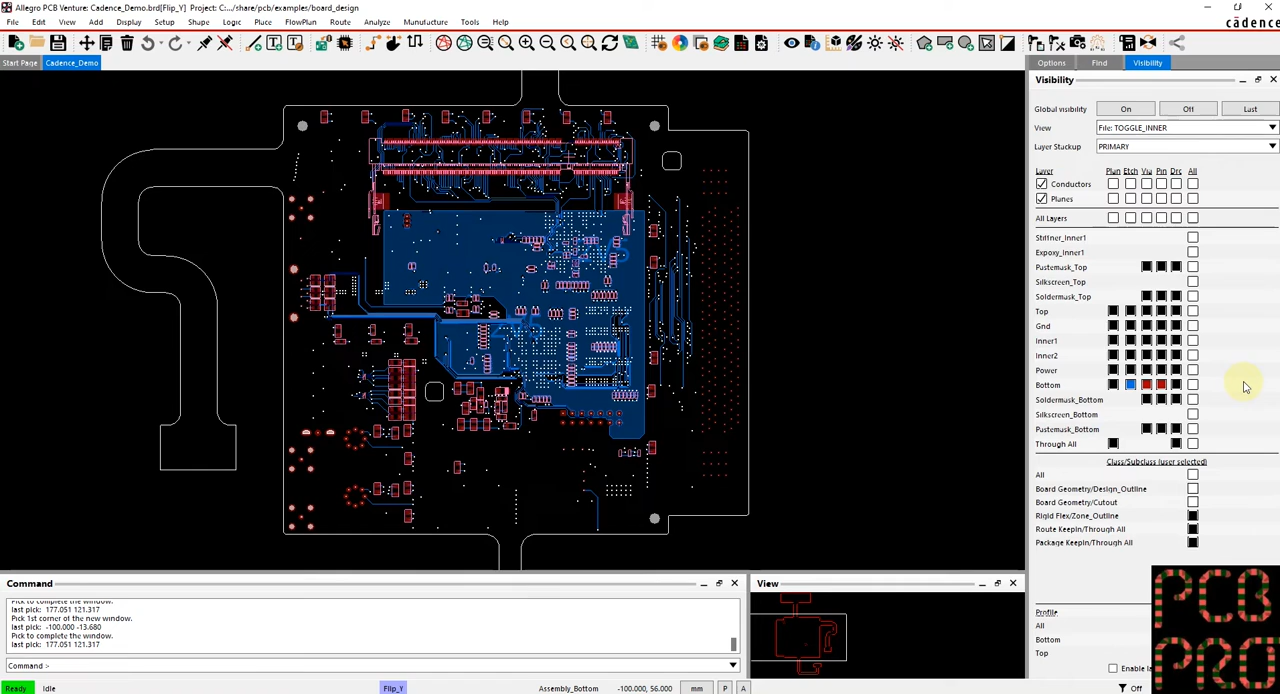 Allegro PCB Venture: Cadence_Demo.brd[Flip_Y] Project: C:.../share/pcb/examples/board_design
File Edit View Add Display Setup Shape Logic Place FlowPlan Route Analyze Manufacture Tools Help
cādence
Start Page Cadence_Demo
Options Find Visibility
Visibility
Global visibility On Off Last
View File: TOGGLE_INNER
Layer Stackup PRIMARY
Layer Plan Etch Via Pin Drc All
Conductors
Planes
All Layers
Stiffner_Inner1
Expoxy_Inner1
Pastemask_Top
Silkscreen_Top
Soldermask_Top
Top
Gnd
Inner1
Inner2
Power
Bottom
Soldermask_Bottom
Silkscreen_Bottom
Pastemask_Bottom
Through All
Class/Subclass (user selected)
All
Board Geometry/Design_Outline
Board Geometry/Cutout
Rigid Flex/Zone_Outline
Route Keepin/Through All
Package Keepin/Through All
Profile
All
Bottom
Top
Enable
PCB
PRO
Command
Pick to complete the window.
last pick: 177.051 121.317
Pick 1st corner of the new window.
last pick: -100.000 -13.680
Pick to complete the window.
last pick: 177.051 121.317
Command >
View
Ready Idle Flip_Y Assembly_Bottom -100.000, 56.000 mm P A Off